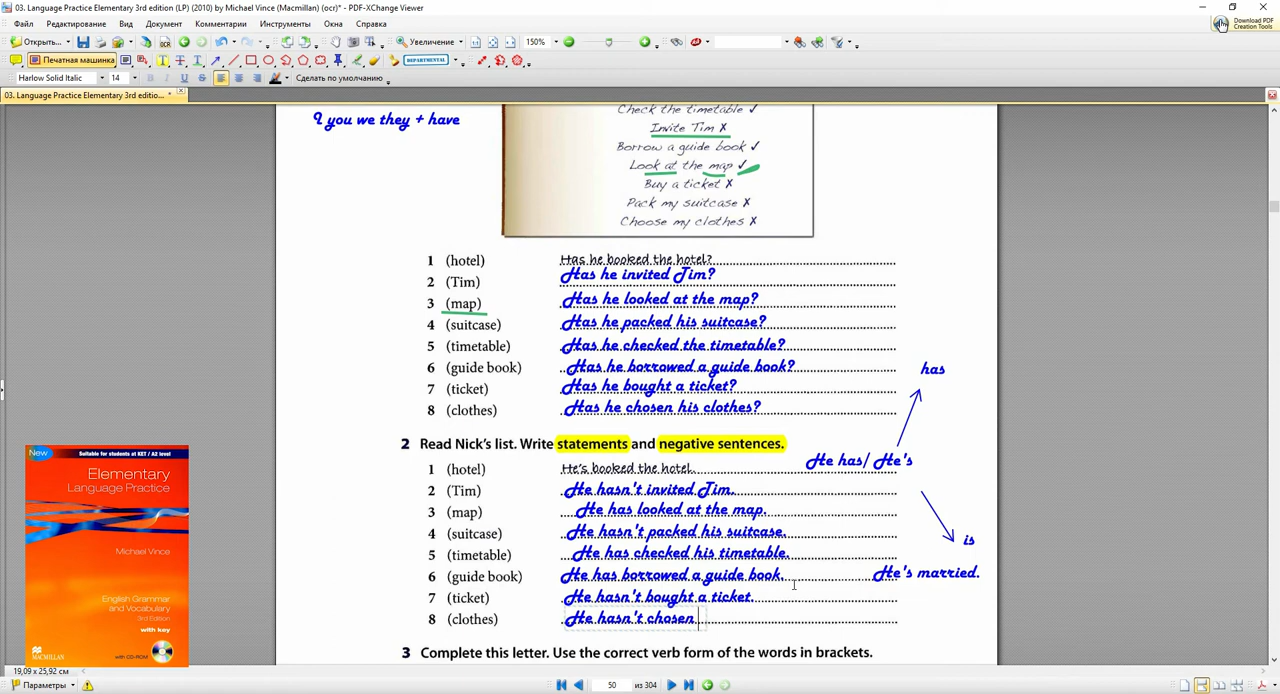 03. Language Practice Elementary 3rd edition (LP) (2010) by Michael Vince (Macmillan) (ocr)* - PDF-XChange Viewer
Файл Редактирование Вид Документ Комментарии Инструменты Окна Справка
Download PDF
Creation Tools
Открыть... OCR Увеличение 150%
Печатная машинка DEPARTMENTAL
Harlow Solid Italic 14 B I U S Сделать по умолчанию
03. Language Practice Elementary 3rd editio... *
I you we they + have
Check the timetable ✓
Invite Tim ✗
Borrow a guide book ✓
Look at the map ✓
Buy a ticket ✗
Pack my suitcase ✗
Choose my clothes ✗
1 (hotel) Has he booked the hotel?
2 (Tim) Has he invited Tim?
3 (map) Has he looked at the map?
4 (suitcase) Has he packed his suitcase?
5 (timetable) Has he checked the timetable?
6 (guide book) Has he borrowed a guide book?
7 (ticket) Has he bought a ticket?
8 (clothes) Has he chosen his clothes?
has
He has/ He's
is
He's married.
2 Read Nick's list. Write statements and negative sentences.
1 (hotel) He's booked the hotel.
2 (Tim) He hasn't invited Tim.
3 (map) He has looked at the map.
4 (suitcase) He hasn't packed his suitcase.
5 (timetable) He has checked his timetable.
6 (guide book) He has borrowed a guide book.
7 (ticket) He hasn't bought a ticket.
8 (clothes) He hasn't chosen
3 Complete this letter. Use the correct verb form of the words in brackets.
New
Suitable for students at KET / A2 level
Elementary
Language Practice
Michael Vince
English Grammar
and Vocabulary
3rd Edition
with key
MACMILLAN
with CD-ROM
19,09 x 25,92 см
Параметры
50 из 304